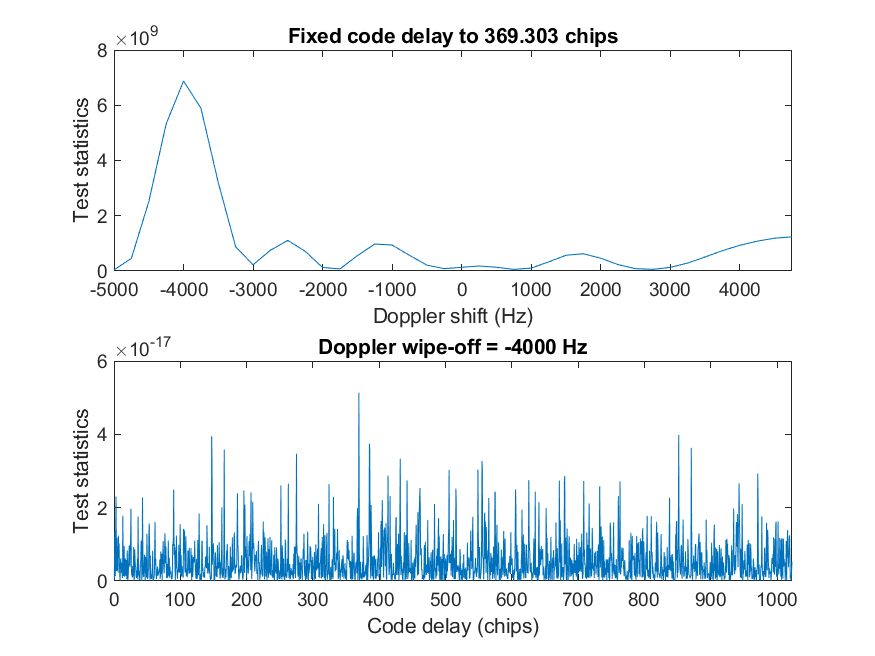 ×10⁹
Fixed code delay to 369.303 chips
8
6
4
2
0
Test statistics
-5000 -4000 -3000 -2000 -1000 0 1000 2000 3000 4000
Doppler shift (Hz)
×10⁻¹⁷
Doppler wipe-off = -4000 Hz
6
4
2
0
Test statistics
0 100 200 300 400 500 600 700 800 900 1000
Code delay (chips)